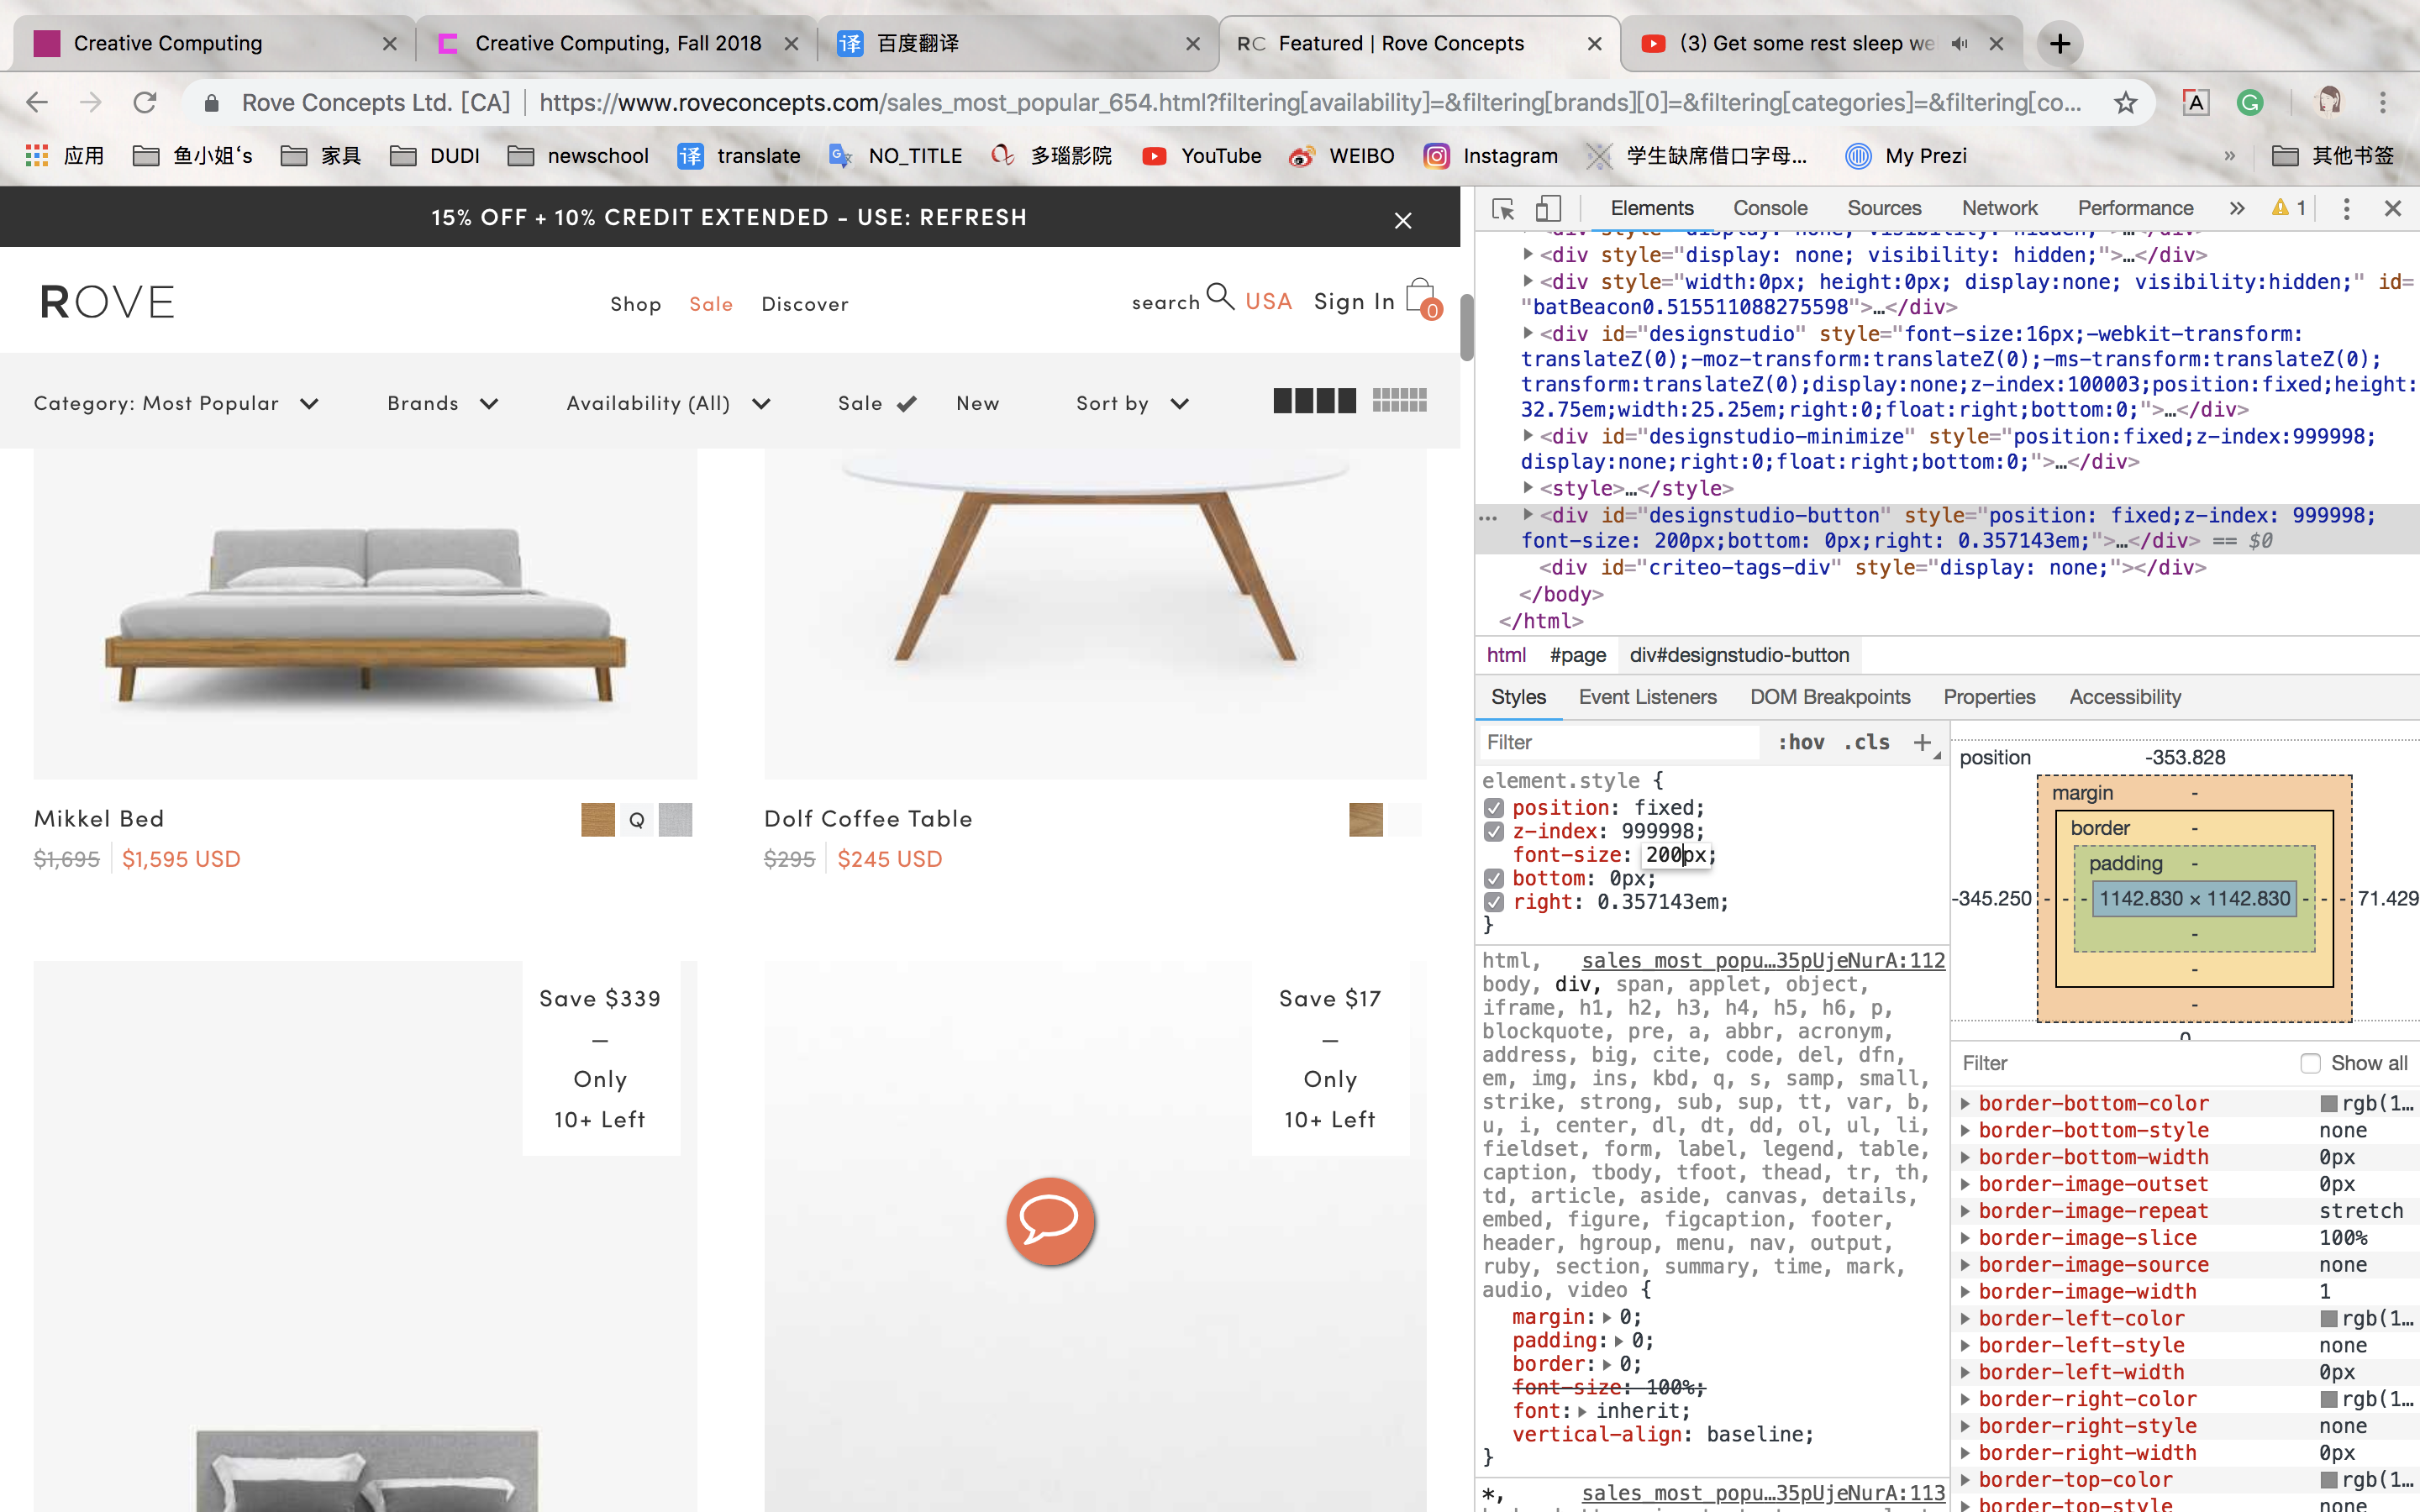 Creative Computing
Creative Computing, Fall 2018
译 百度翻译
RC Featured | Rove Concepts
(3) Get some rest sleep we
Rove Concepts Ltd. [CA] | https://www.roveconcepts.com/sales_most_popular_654.html?filtering[availability]=&filtering[brands][0]=&filtering[categories]=&filtering[co...
应用 鱼小姐‘s 家具 DUDI newschool 译 translate NO_TITLE 多瑙影院 YouTube WEIBO Instagram 学生缺席借口字母... My Prezi » 其他书签
15% OFF + 10% CREDIT EXTENDED - USE: REFRESH
ROVE
Shop Sale Discover
search USA Sign In 0
Category: Most Popular Brands Availability (All) Sale New Sort by
Mikkel Bed
Q
$1,695 $1,595 USD
Dolf Coffee Table
$295 $245 USD
Save $339
–
Only
10+ Left
Save $17
–
Only
10+ Left
Elements Console Sources Network Performance » 1
<div style="display: none; visibility: hidden;">…</div>
<div style="display: none; visibility: hidden;">…</div>
<div style="width:0px; height:0px; display:none; visibility:hidden;" id=
"batBeacon0.515511088275598">…</div>
<div id="designstudio" style="font-size:16px;-webkit-transform:
translateZ(0);-moz-transform:translateZ(0);-ms-transform:translateZ(0);
transform:translateZ(0);display:none;z-index:100003;position:fixed;height:
32.75em;width:25.25em;right:0;float:right;bottom:0;">…</div>
<div id="designstudio-minimize" style="position:fixed;z-index:999998;
display:none;right:0;float:right;bottom:0;">…</div>
<style>…</style>
… <div id="designstudio-button" style="position: fixed;z-index: 999998;
font-size: 200px;bottom: 0px;right: 0.357143em;">…</div> == $0
<div id="criteo-tags-div" style="display: none;"></div>
</body>
</html>
html #page div#designstudio-button
Styles Event Listeners DOM Breakpoints Properties Accessibility
Filter :hov .cls +
element.style {
position: fixed;
z-index: 999998;
font-size: 200px;
bottom: 0px;
right: 0.357143em;
}
html, sales_most_popu…35pUjeNurA:112
body, div, span, applet, object,
iframe, h1, h2, h3, h4, h5, h6, p,
blockquote, pre, a, abbr, acronym,
address, big, cite, code, del, dfn,
em, img, ins, kbd, q, s, samp, small,
strike, strong, sub, sup, tt, var, b,
u, i, center, dl, dt, dd, ol, ul, li,
fieldset, form, label, legend, table,
caption, tbody, tfoot, thead, tr, th,
td, article, aside, canvas, details,
embed, figure, figcaption, footer,
header, hgroup, menu, nav, output,
ruby, section, summary, time, mark,
audio, video {
margin: 0;
padding: 0;
border: 0;
font-size: 100%;
font: inherit;
vertical-align: baseline;
}
*, sales_most_popu…35pUjeNurA:113
position -353.828
margin -
border -
padding -
-345.250 - - - 1142.830 × 1142.830 - - - 71.429
-
-
-
0
Filter Show all
border-bottom-color rgb(1…
border-bottom-style none
border-bottom-width 0px
border-image-outset 0px
border-image-repeat stretch
border-image-slice 100%
border-image-source none
border-image-width 1
border-left-color rgb(1…
border-left-style none
border-left-width 0px
border-right-color rgb(1…
border-right-style none
border-right-width 0px
border-top-color rgb(1…
border-top-style none